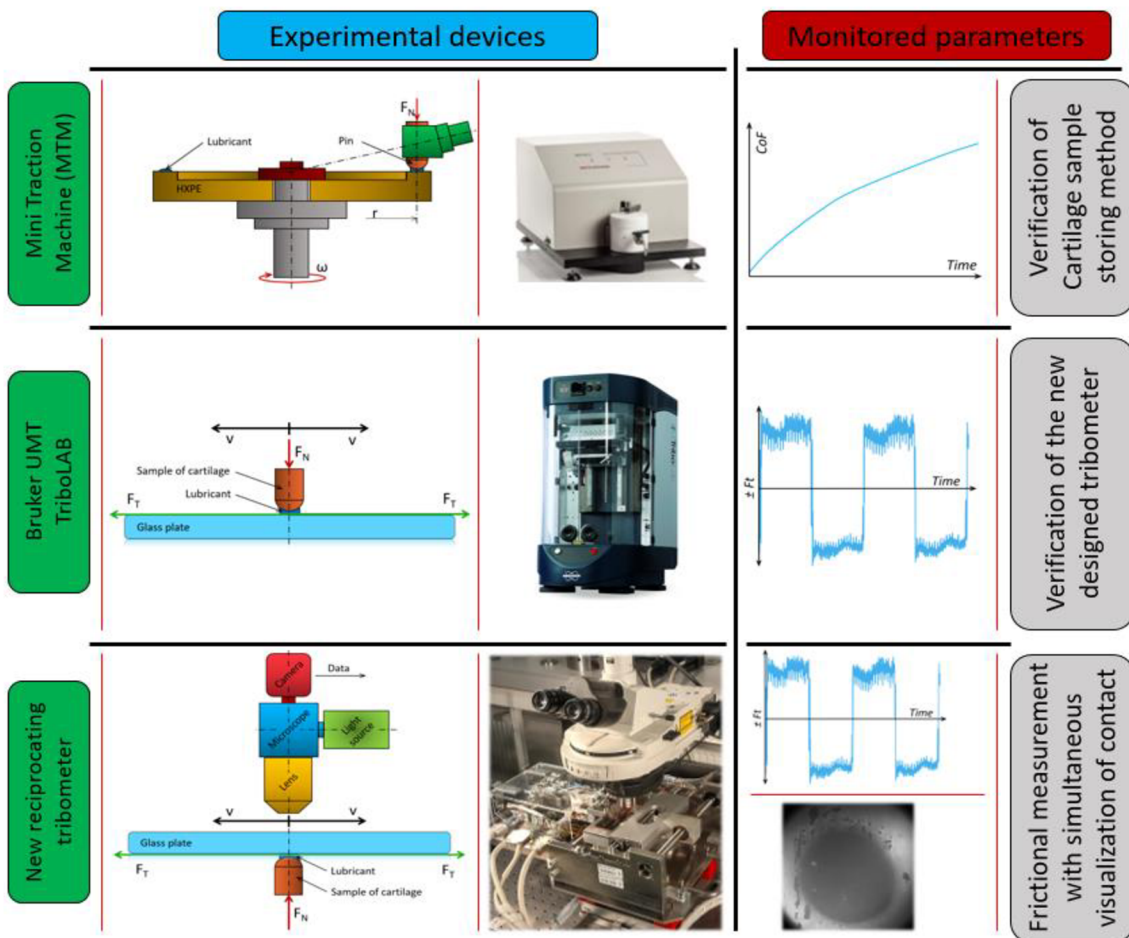 Experimental devices
Monitored parameters
Mini Traction
Machine (MTM)
Lubricant
Pin
F_N
HXPE
r
ω
CoF
Time
Verification of
Cartilage sample
storing method
Bruker UMT
TriboLAB
v
v
F_N
Sample of cartilage
Lubricant
F_T
F_T
Glass plate
± Ft
Time
Verification of the new
designed tribometer
New reciprocating
tribometer
Camera
Data
Microscope
Light
source
Lens
v
v
Glass plate
F_T
F_T
Lubricant
Sample of cartilage
F_N
± Ft
Time
Frictional measurement
with simultaneous
visualization of contact